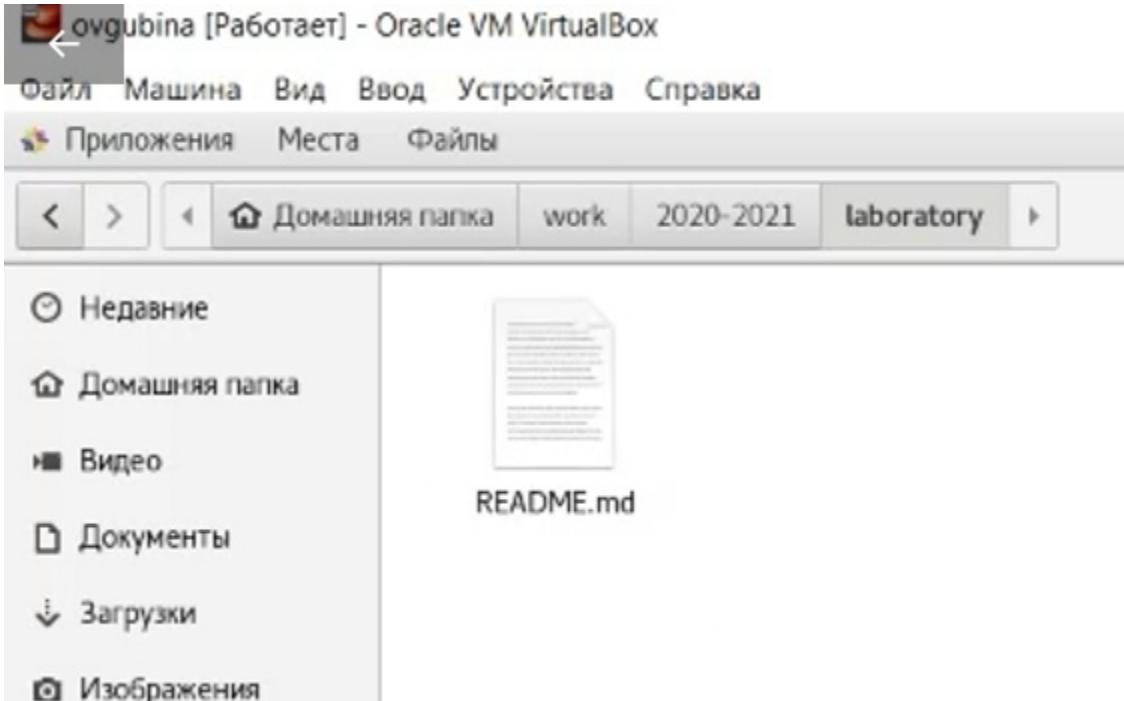 ovgubina [Работает] - Oracle VM VirtualBox
Файл Машина Вид Ввод Устройства Справка
Приложения Места Файлы
Домашняя папка work 2020-2021 laboratory
Недавние
Домашняя папка
Видео
Документы
Загрузки
Изображения
README.md